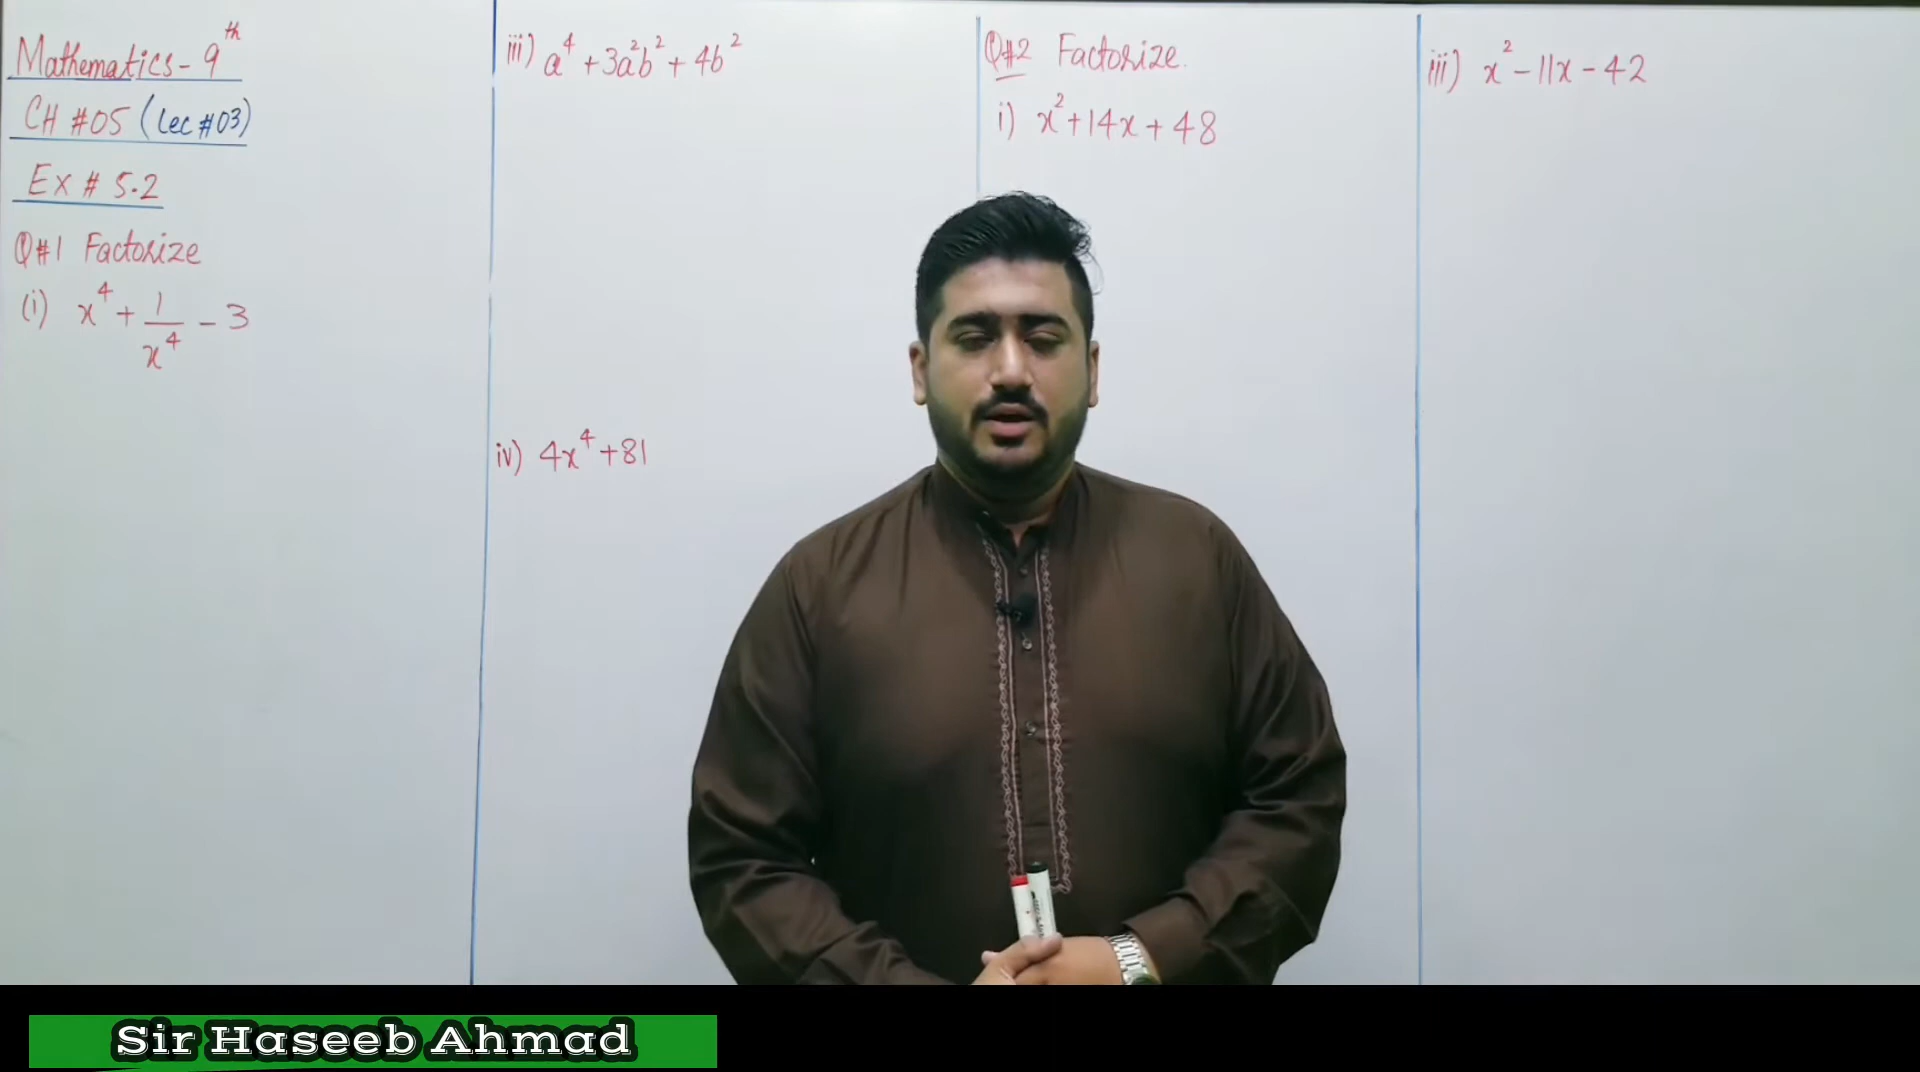 Mathematics - 9th
CH #05 (Lec #03)
Ex # 5.2
Q#1 Factorize
(i) x⁴ + 1/x⁴ - 3
iii) a⁴ + 3a²b² + 4b²
iv) 4x⁴ + 81
Q#2 Factorize.
i) x² + 14x + 48
iii) x² - 11x - 42
Sir Haseeb Ahmad